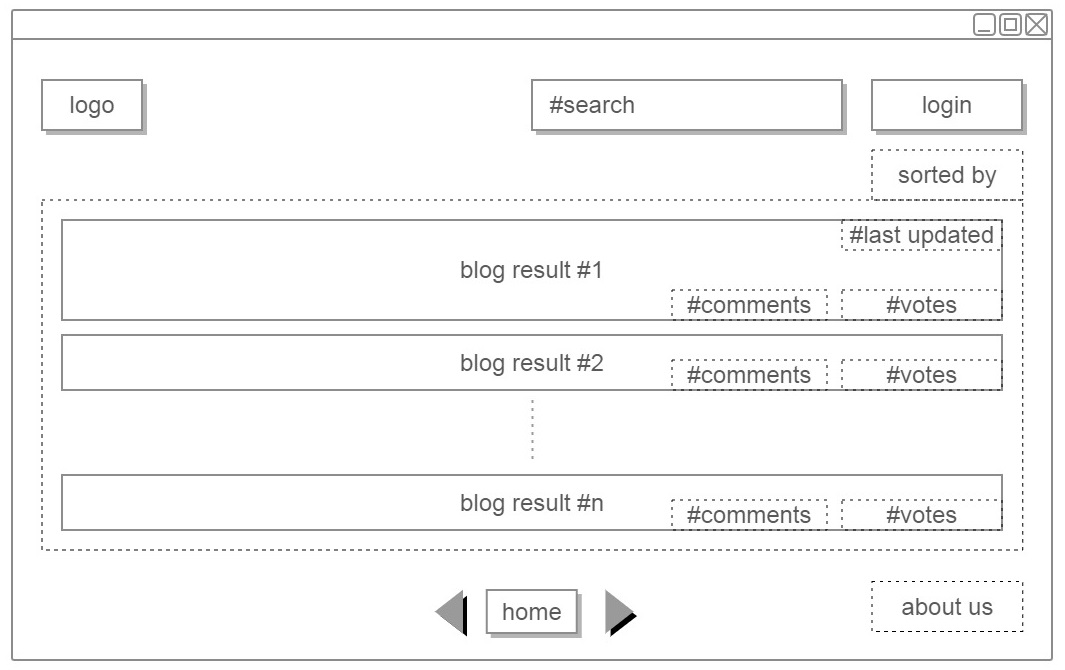 logo
#search
login
sorted by
#last updated
blog result #1
#comments
#votes
blog result #2
#comments
#votes
blog result #n
#comments
#votes
home
about us